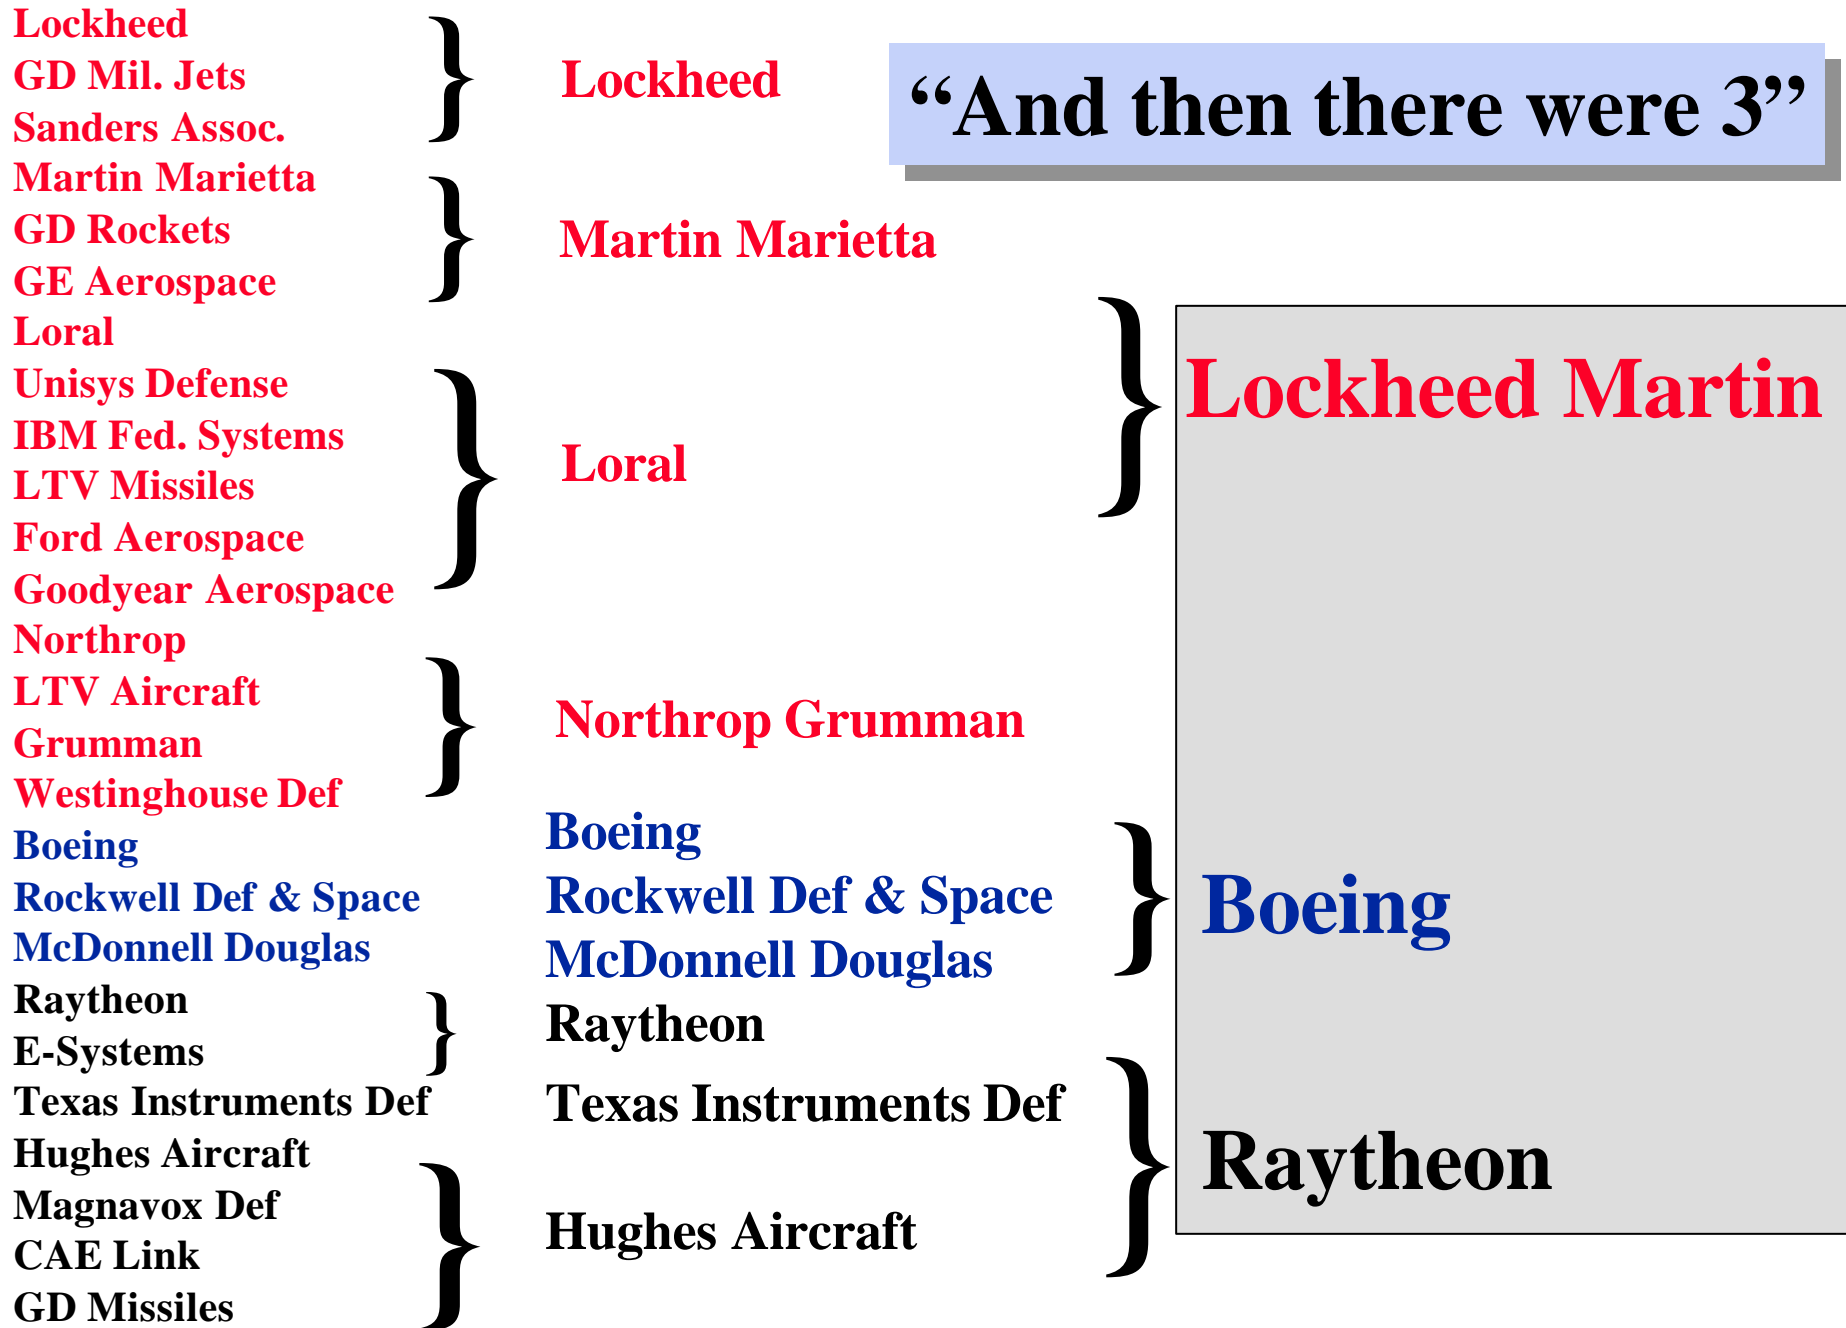 Lockheed
GD Mil. Jets
Sanders Assoc.
Martin Marietta
GD Rockets
GE Aerospace
Loral
Unisys Defense
IBM Fed. Systems
LTV Missiles
Ford Aerospace
Goodyear Aerospace
Northrop
LTV Aircraft
Grumman
Westinghouse Def
Boeing
Rockwell Def & Space
McDonnell Douglas
Raytheon
E-Systems
Texas Instruments Def
Hughes Aircraft
Magnavox Def
CAE Link
GD Missiles
Lockheed
Martin Marietta
Loral
Northrop Grumman
Boeing
Rockwell Def & Space
McDonnell Douglas
Raytheon
Texas Instruments Def
Hughes Aircraft
“And then there were 3”
Lockheed Martin
Boeing
Raytheon